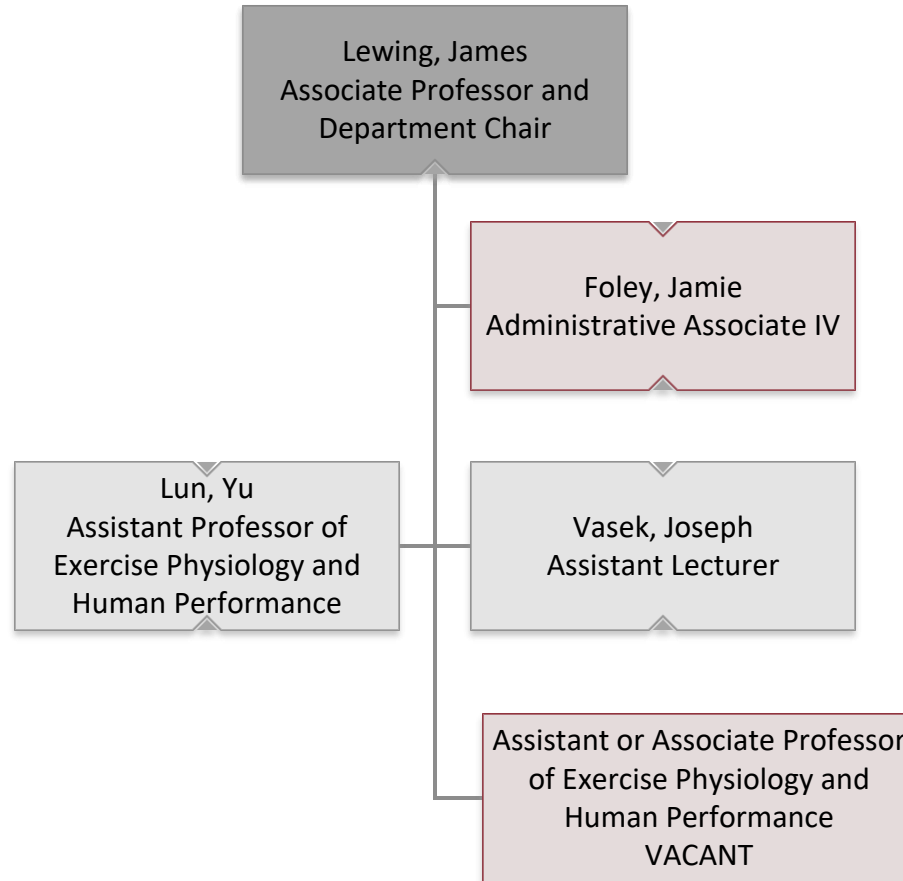 Lewing, James
Associate Professor and
Department Chair
Foley, Jamie
Administrative Associate IV
Lun, Yu
Assistant Professor of
Exercise Physiology and
Human Performance
Vasek, Joseph
Assistant Lecturer
Assistant or Associate Professor
of Exercise Physiology and
Human Performance
VACANT